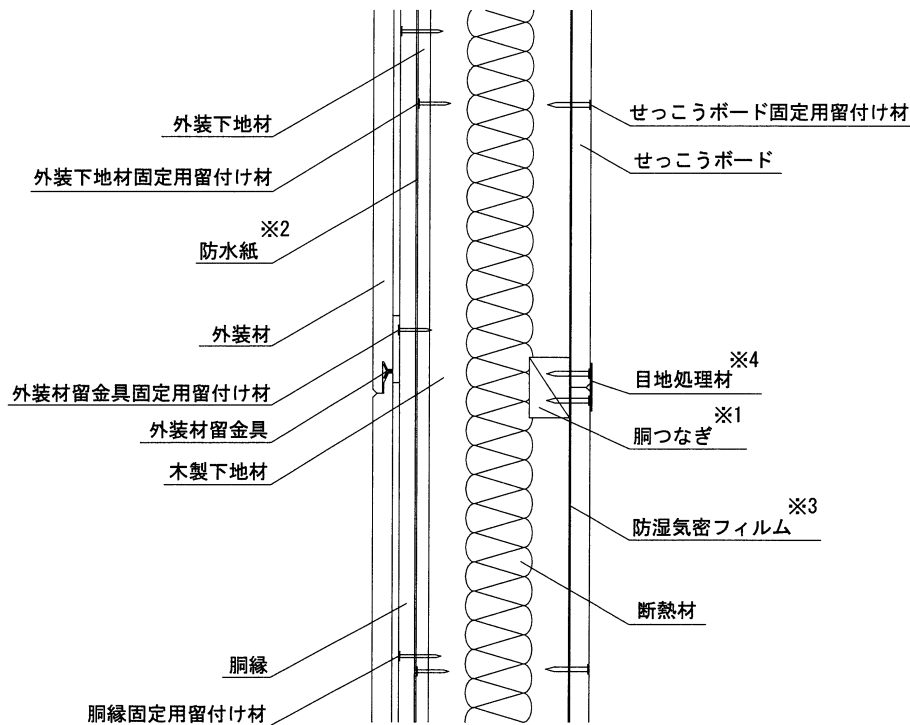 外装下地材
外装下地材固定用留付け材
防水紙※2
外装材
外装材留金具固定用留付け材
外装材留金具
木製下地材
胴縁
胴縁固定用留付け材
せっこうボード固定用留付け材
せっこうボード
目地処理材※4
胴つなぎ※1
防湿気密フィルム※3
断熱材